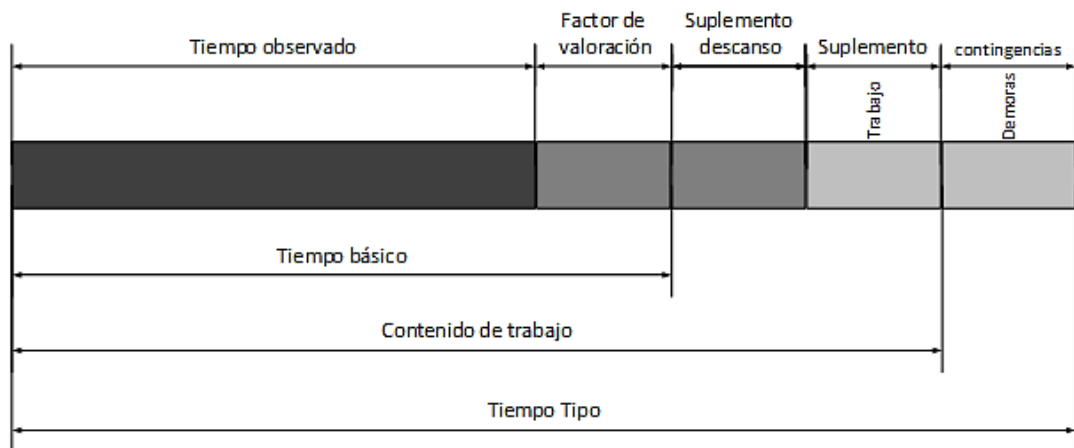 Tiempo observado
Factor de
valoración
Suplemento
descanso
Suplemento
contingencias
Trabajo
Demoras
Tiempo básico
Contenido de trabajo
Tiempo Tipo